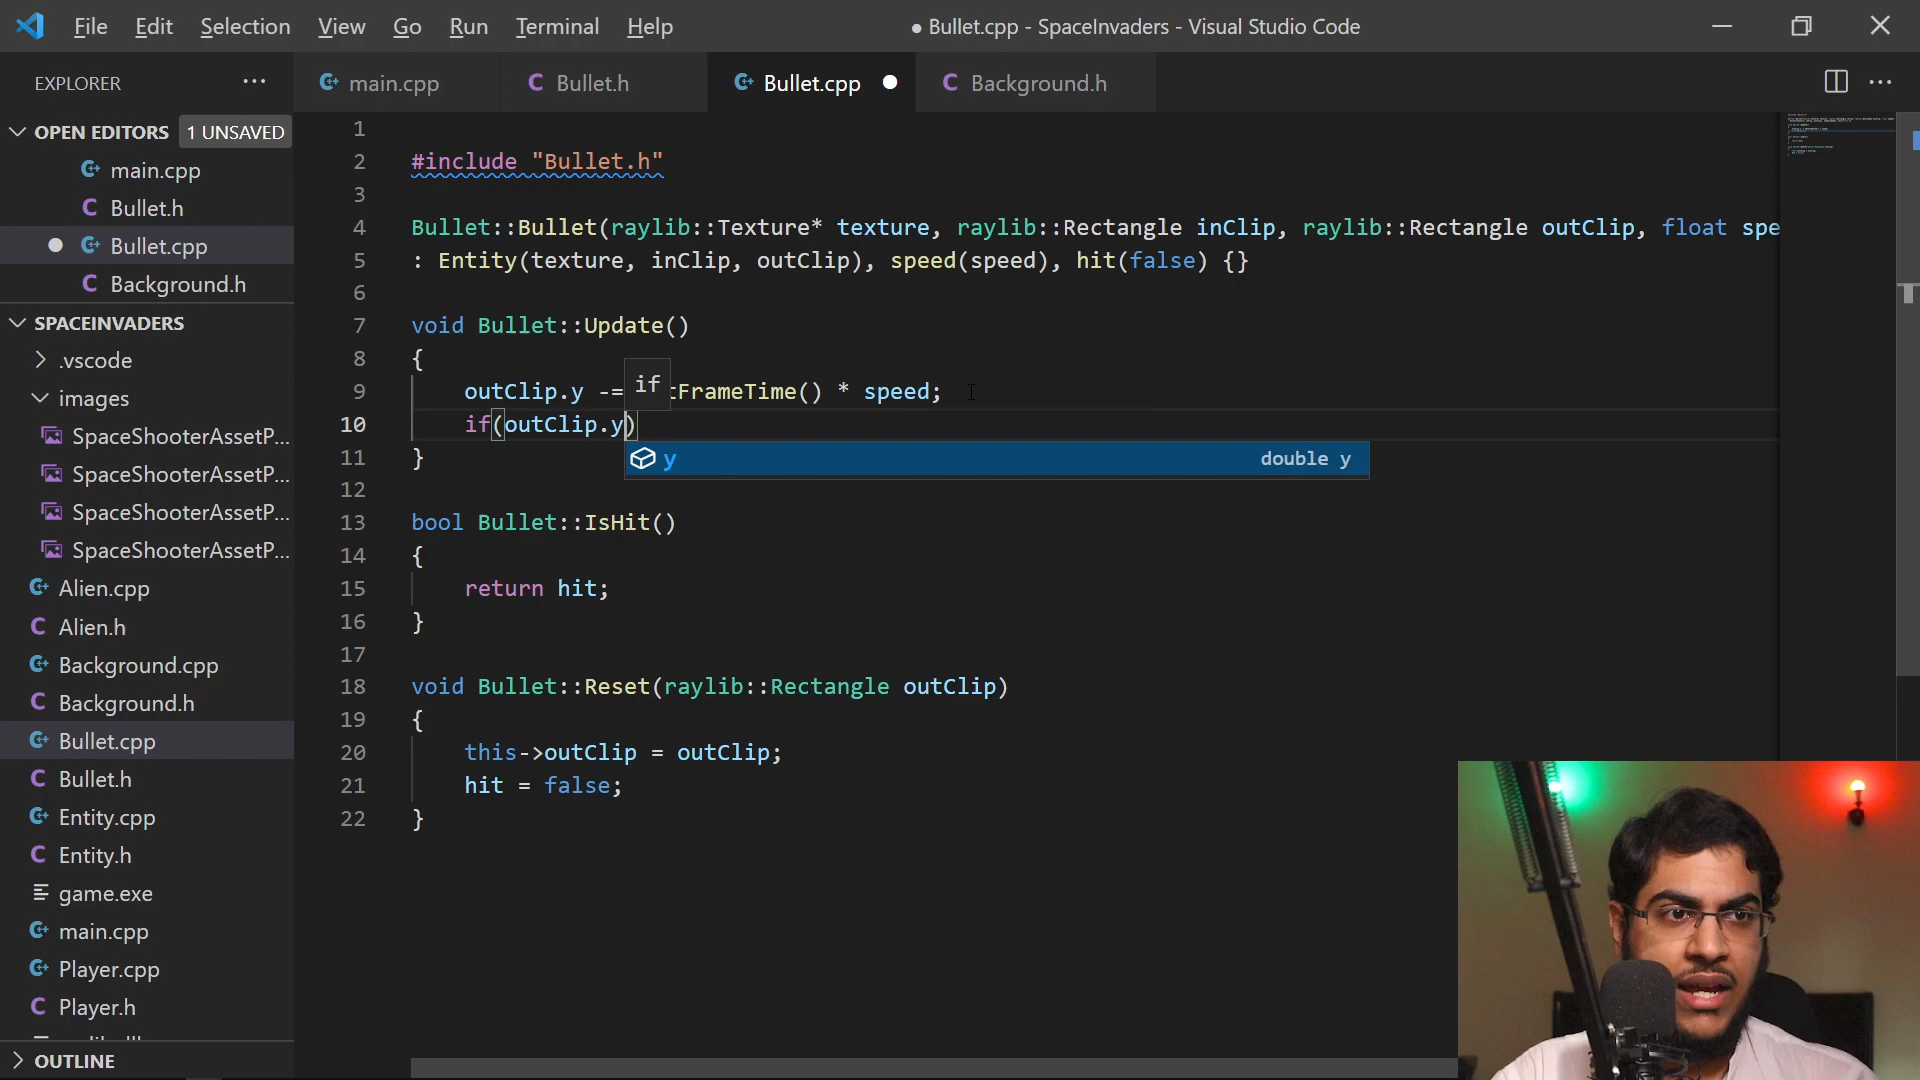 File Edit Selection View Go Run Terminal Help
● Bullet.cpp - SpaceInvaders - Visual Studio Code
EXPLORER
main.cpp
Bullet.h
Bullet.cpp
Background.h
OPEN EDITORS
1 UNSAVED
main.cpp
Bullet.h
Bullet.cpp
Background.h
SPACEINVADERS
.vscode
images
SpaceShooterAssetP...
SpaceShooterAssetP...
SpaceShooterAssetP...
SpaceShooterAssetP...
Alien.cpp
Alien.h
Background.cpp
Background.h
Bullet.cpp
Bullet.h
Entity.cpp
Entity.h
game.exe
main.cpp
Player.cpp
Player.h
OUTLINE
1
2 #include "Bullet.h"
3
4 Bullet::Bullet(raylib::Texture* texture, raylib::Rectangle inClip, raylib::Rectangle outClip, float spe
5 : Entity(texture, inClip, outClip), speed(speed), hit(false) {}
6
7 void Bullet::Update()
8 {
if
9 outClip.y -= tFrameTime() * speed;
10 if(outClip.y)
y double y
11 }
12
13 bool Bullet::IsHit()
14 {
15 return hit;
16 }
17
18 void Bullet::Reset(raylib::Rectangle outClip)
19 {
20 this->outClip = outClip;
21 hit = false;
22 }